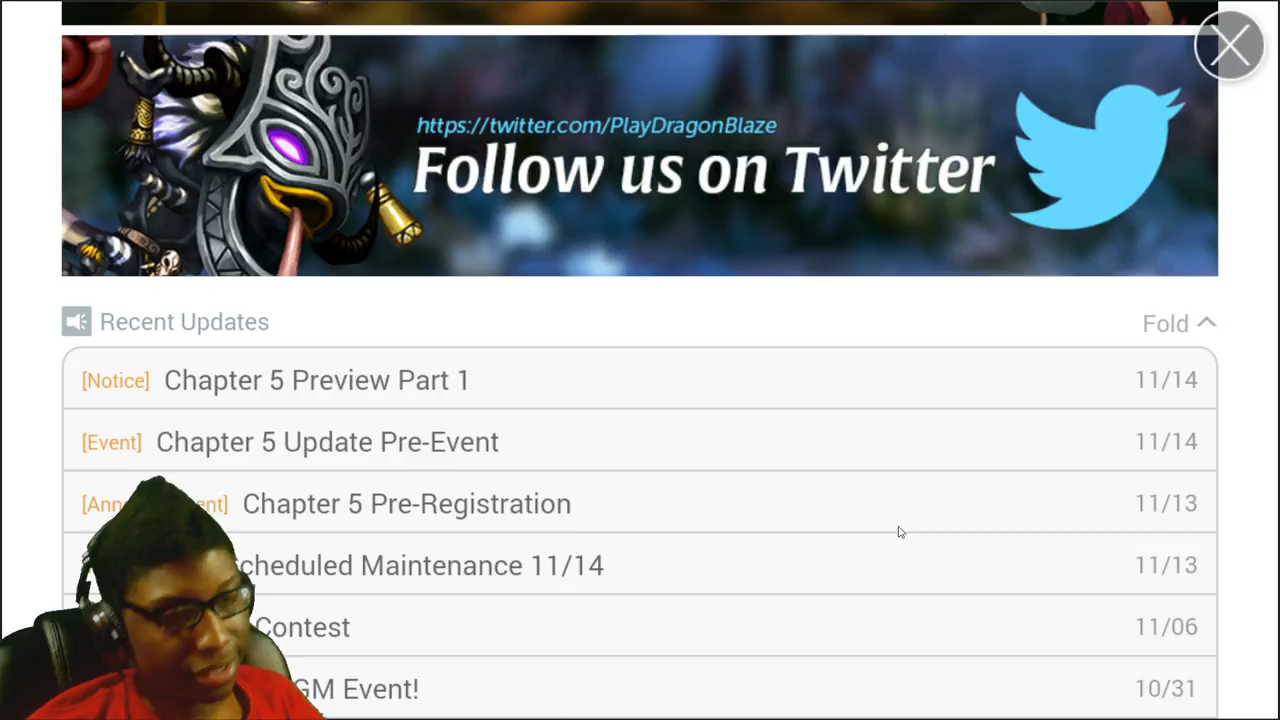 https://twitter.com/PlayDragonBlaze
Follow us on Twitter
Recent Updates
Fold
[Notice] Chapter 5 Preview Part 1 11/14
[Event] Chapter 5 Update Pre-Event 11/14
Chapter 5 Pre-Registration 11/13
Maintenance 11/14 11/13
Contest 11/06
GM Event! 10/31